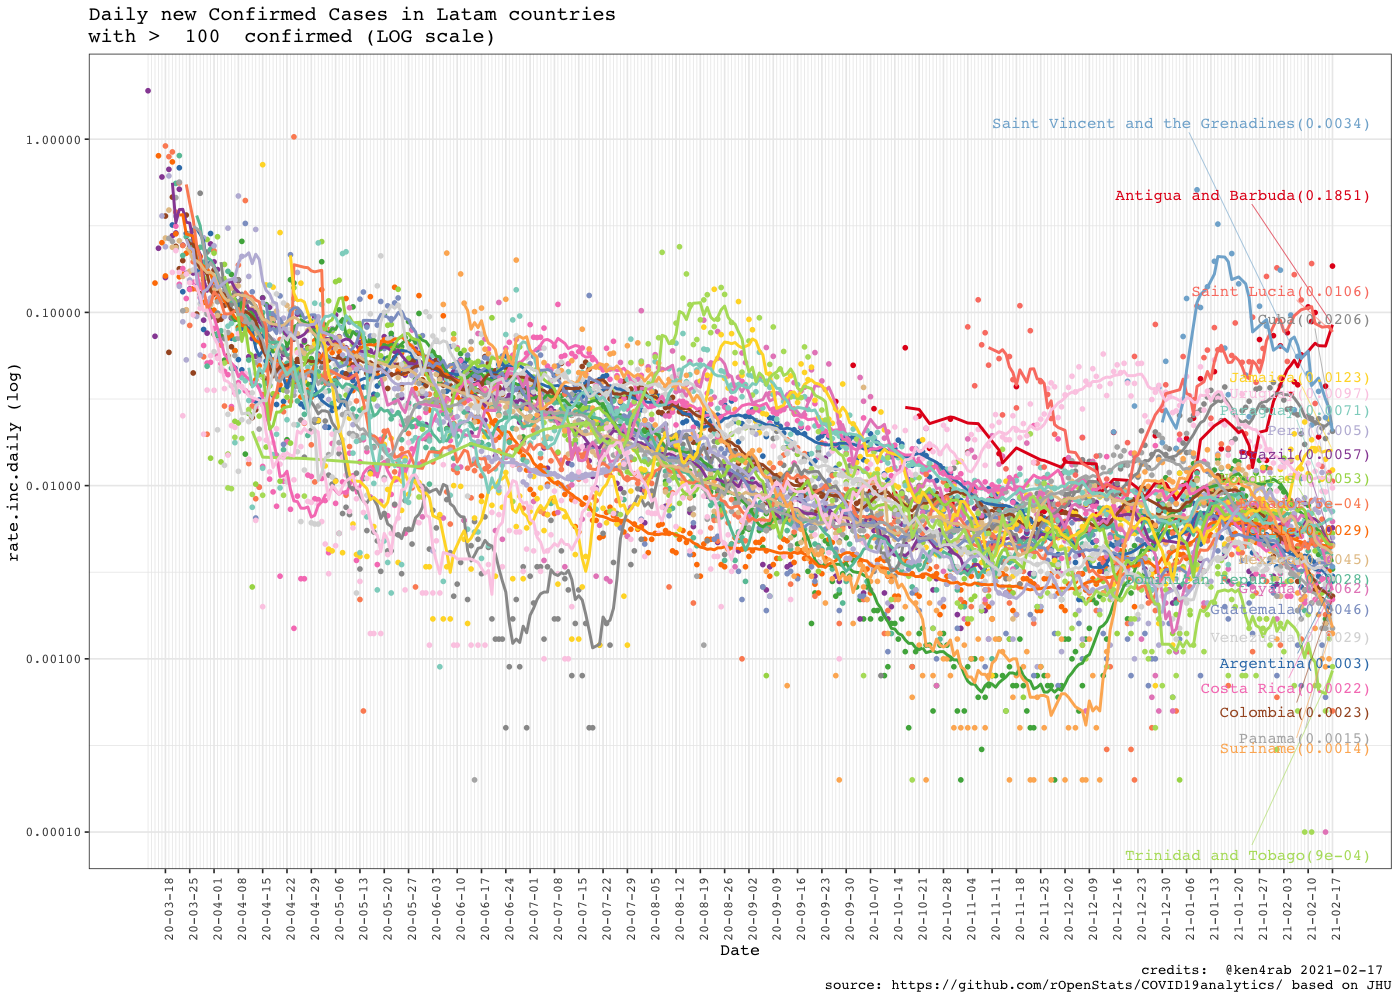 Daily new Confirmed Cases in Latam countries
with >  100  confirmed (LOG scale)
rate.inc.daily (log)
1.00000
0.10000
0.01000
0.00100
0.00010
Saint Vincent and the Grenadines(0.0034)
Antigua and Barbuda(0.1851)
Saint Lucia(0.0106)
Cuba(0.0206)
Jamaica(0.0123)
Paraguay(0.0071)
Peru(0.005)
Brazil(0.0057)
Dominican Republic(0.0028)
Guyana(0.0062)
Guatemala(0.0046)
Venezuela(0.0029)
Argentina(0.003)
Costa Rica(0.0022)
Colombia(0.0023)
Panama(0.0015)
Suriname(0.0014)
Trinidad and Tobago(9e-04)
20-03-18
20-03-25
20-04-01
20-04-08
20-04-15
20-04-22
20-04-29
20-05-06
20-05-13
20-05-20
20-05-27
20-06-03
20-06-10
20-06-17
20-06-24
20-07-01
20-07-08
20-07-15
20-07-22
20-07-29
20-08-05
20-08-12
20-08-19
20-08-26
20-09-02
20-09-09
20-09-16
20-09-23
20-09-30
20-10-07
20-10-14
20-10-21
20-10-28
20-11-04
20-11-11
20-11-18
20-11-25
20-12-02
20-12-09
20-12-16
20-12-23
20-12-30
21-01-06
21-01-13
21-01-20
21-01-27
21-02-03
21-02-10
21-02-17
Date
credits:  @ken4rab 2021-02-17
source: https://github.com/rOpenStats/COVID19analytics/ based on JHU